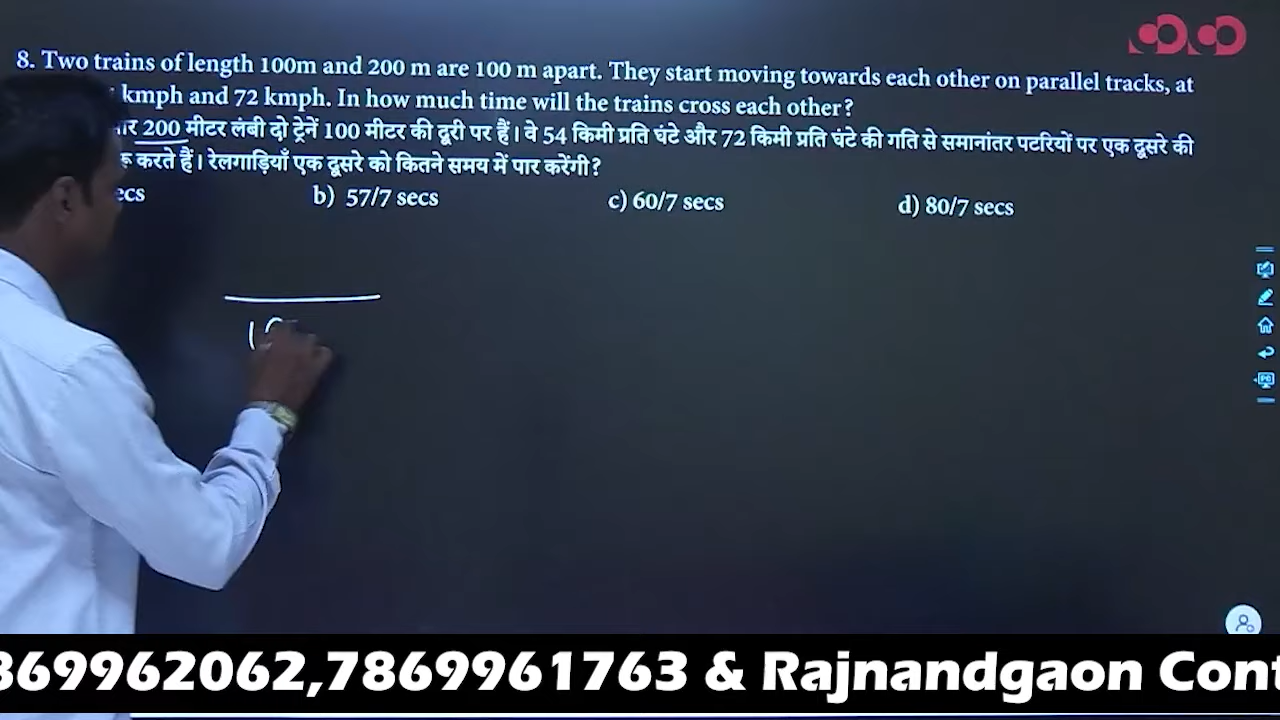 8. Two trains of length 100m and 200 m are 100 m apart. They start moving towards each other on parallel tracks, at
kmph and 72 kmph. In how much time will the trains cross each other?
200 मीटर लंबी दो ट्रेनें 100 मीटर की दूरी पर हैं। वे 54 किमी प्रति घंटे और 72 किमी प्रति घंटे की गति से समानांतर पटरियों पर एक दूसरे की
करते हैं। रेलगाड़ियाँ एक दूसरे को कितने समय में पार करेंगी?
ecs b) 57/7 secs c) 60/7 secs d) 80/7 secs
869962062,7869961763 & Rajnandgaon Cont